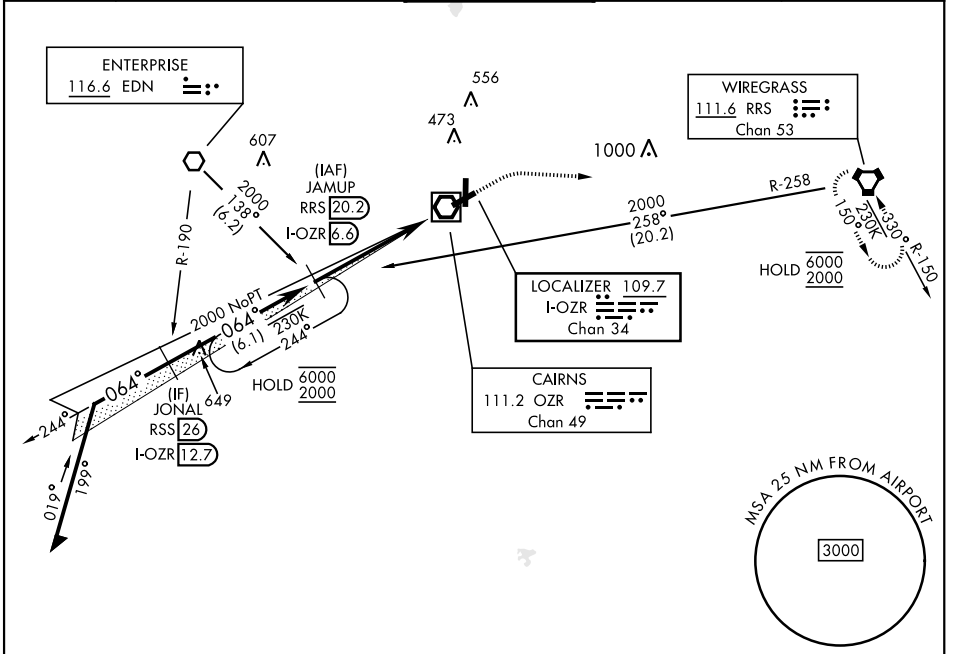 ENTERPRISE
116.6 EDN
556
473
607
1000
WIREGRASS
111.6 RRS
Chan 53
(IAF)
JAMUP
RRS 20.2
I-OZR 6.6
2000
138°
(6.2)
R-190
R-258
2000
258°
(20.2)
150°
230K
330°
R-150
HOLD 6000
2000
LOCALIZER 109.7
I-OZR
Chan 34
2000 NoPT
064°
(6.1)
230K
244°
HOLD 6000
2000
CAIRNS
111.2 OZR
Chan 49
064°
649
(IF)
JONAL
RSS 26
I-OZR 12.7
244°
019°
199°
MSA 25 NM FROM AIRPORT
3000